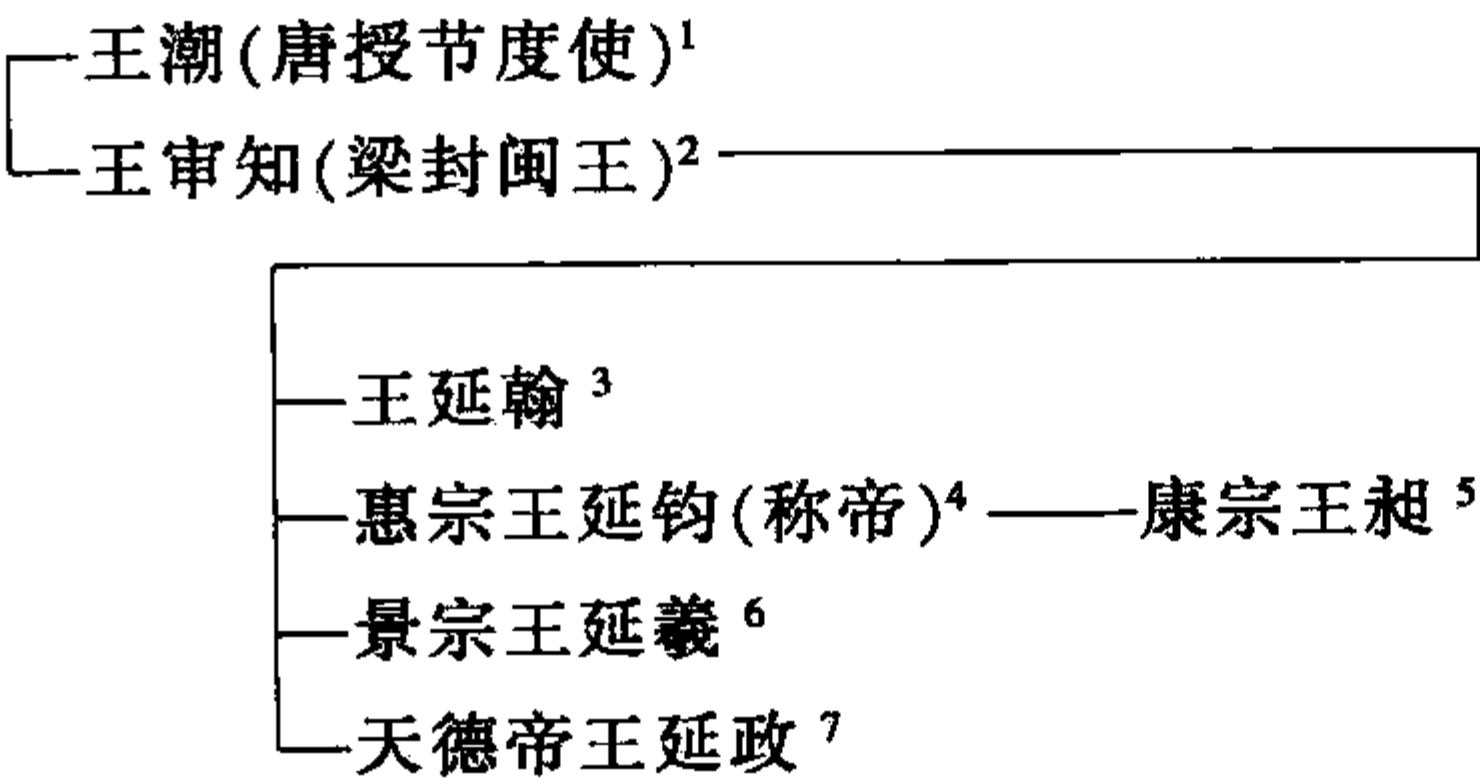 王潮(唐授节度使)1
王审知(梁封闽王)2
王延翰 3
惠宗王延钧(称帝)4 康宗王昶 5
景宗王延羲 6
天德帝王延政 7